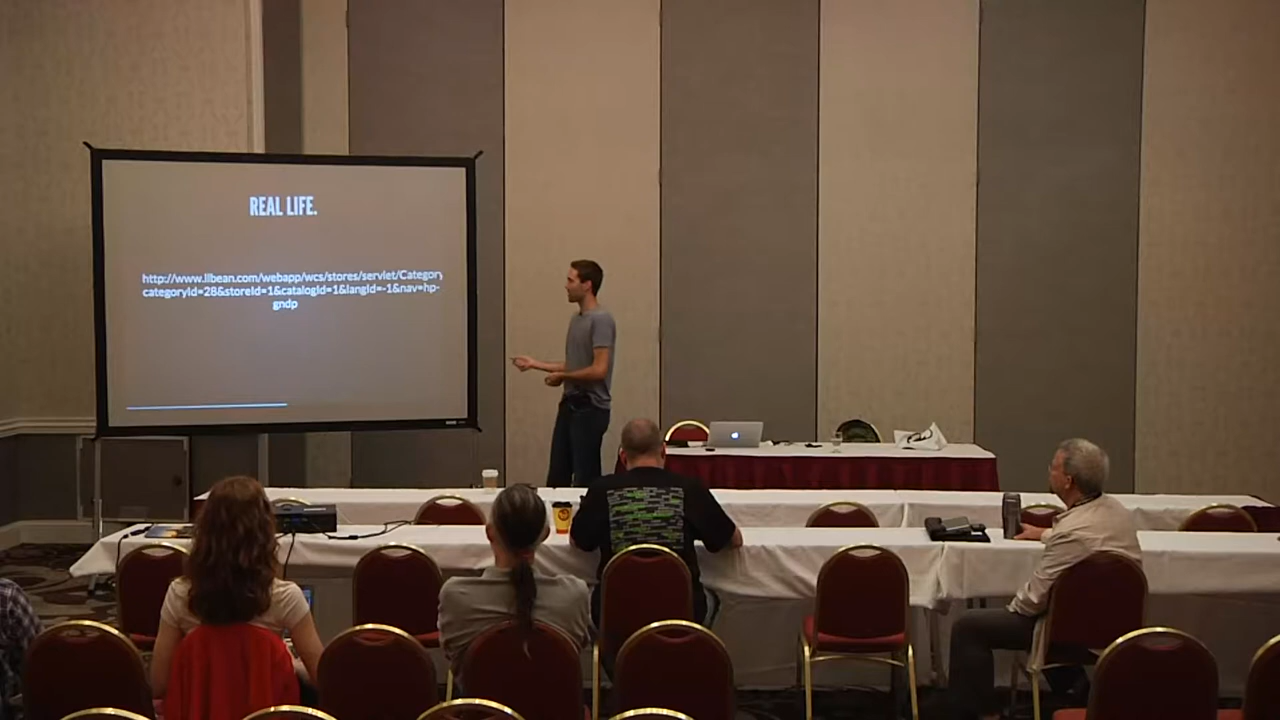 REAL LIFE.
http://www.llbean.com/webapp/wcs/stores/servlet/Category
categoryId=28&storeId=1&catalogId=1&langId=-1&nav=hp-
gndp